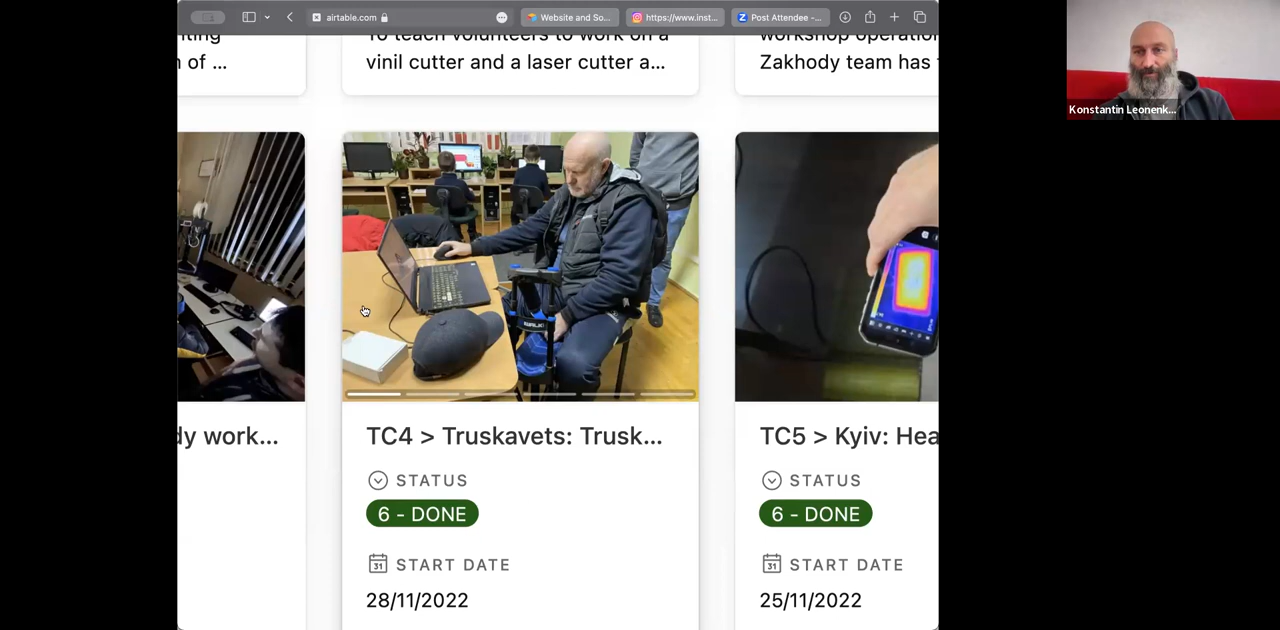 airtable.com
Website and So...
https://www.inst...
Post Attendee -...
To teach volunteers to work on a
vinil cutter and a laser cutter a...
workshop operation
Zakhody team has
n of ...
Konstantin Leonenk...
dy work...
TC4 > Truskavets: Trusk...
STATUS
6 - DONE
START DATE
28/11/2022
TC5 > Kyiv: Hea
STATUS
6 - DONE
START DATE
25/11/2022